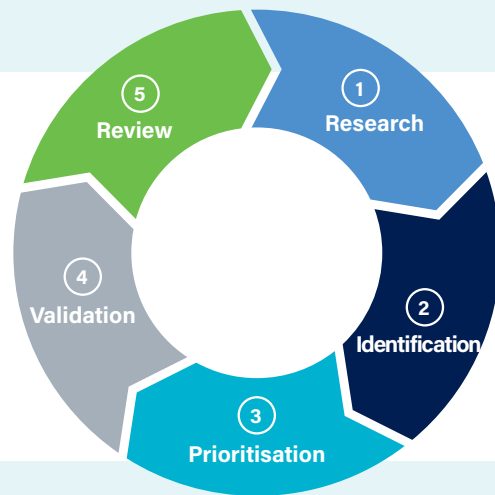 1
Research
2
Identification
3
Prioritisation
4
Validation
5
Review